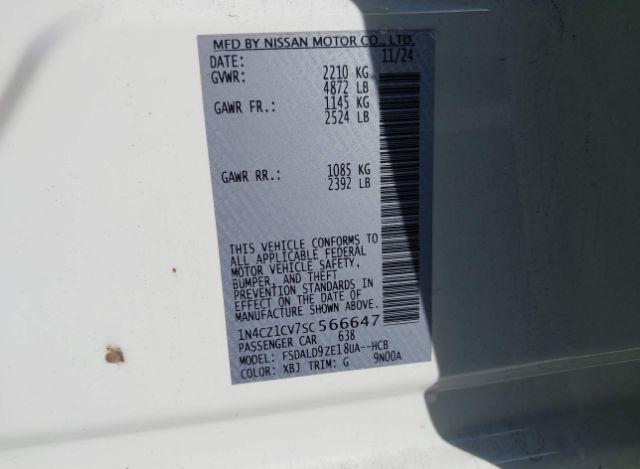 MFD BY NISSAN MOTOR CO., LTD.
DATE: 11/24
GVWR: 2210 KG
4872 LB
GAWR FR.: 1145 KG
2524 LB
GAWR RR.: 1085 KG
2392 LB
THIS VEHICLE CONFORMS TO
ALL APPLICABLE FEDERAL
MOTOR VEHICLE SAFETY,
BUMPER, AND THEFT
PREVENTION STANDARDS IN
EFFECT ON THE DATE OF
MANUFACTURE SHOWN ABOVE.
1N4CZ1CV7SC566647
PASSENGER CAR 638
MODEL: FSDALD9ZE18UA--HCB
COLOR: XBJ TRIM: G 9N00A